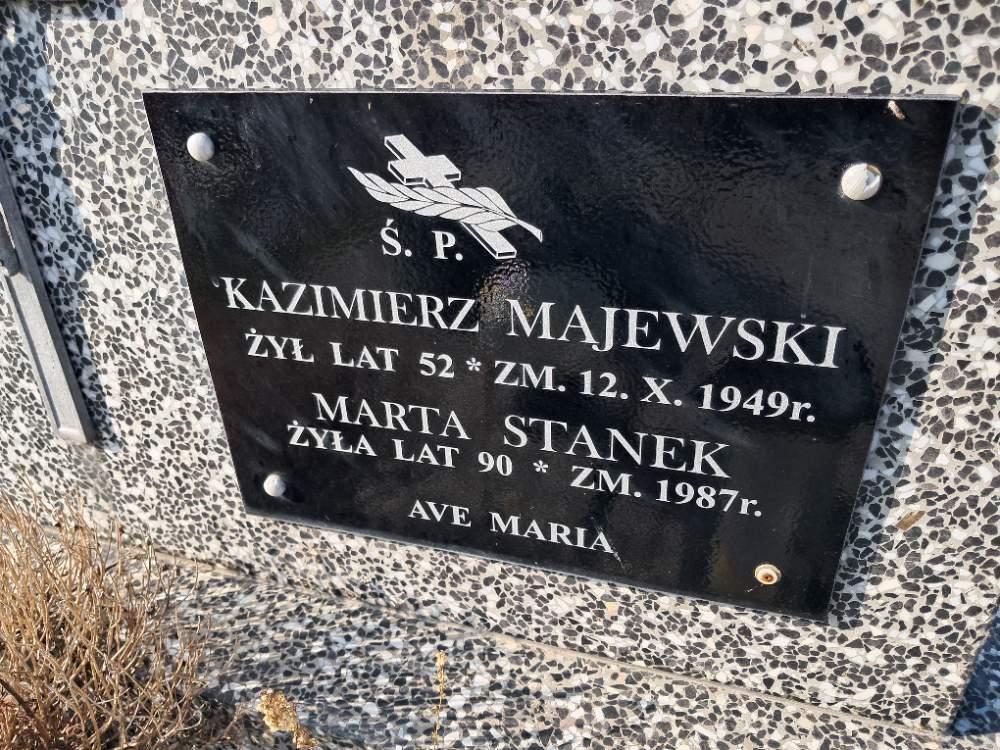 Ś. P.
KAZIMIERZ MAJEWSKI
ŻYŁ LAT 52 * ZM. 12. X. 1949r.
MARTA STANEK
ŻYŁA LAT 90 * ZM. 1987r.
AVE MARIA